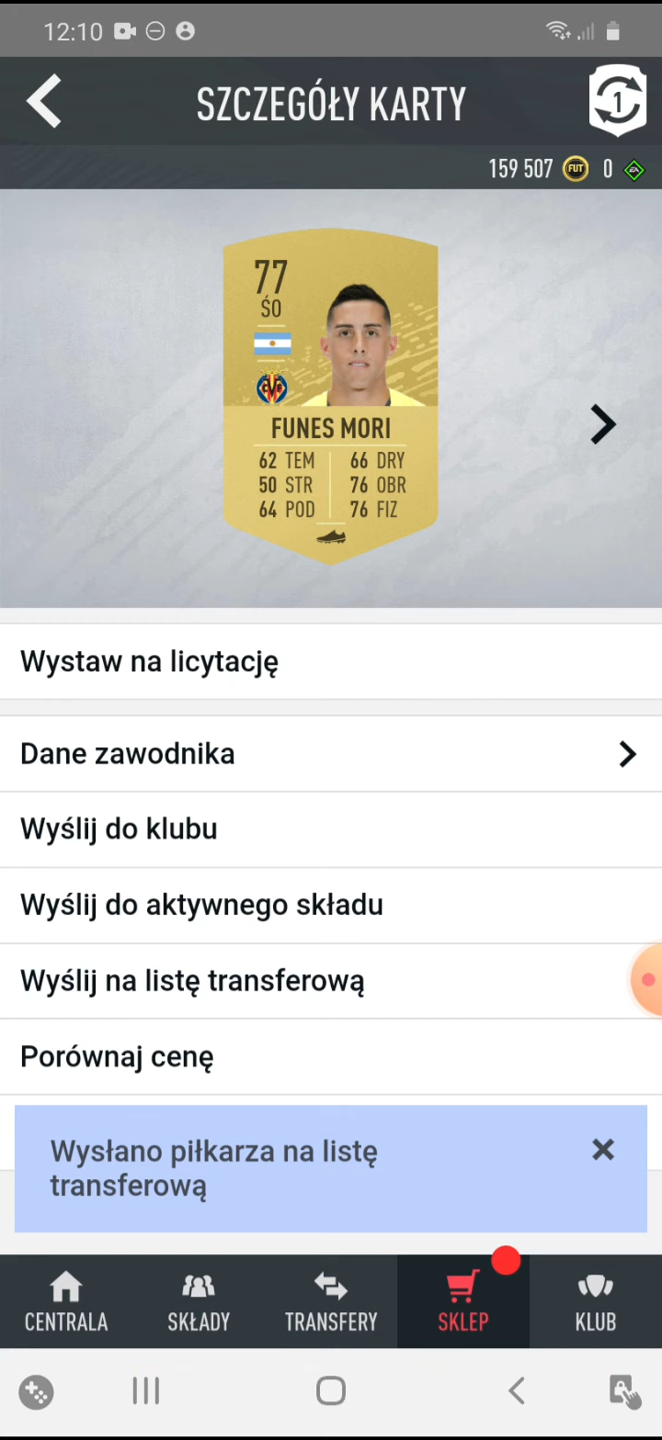 12:10
SZCZEGÓŁY KARTY
1
159 507 FUT 0
77
ŚO
FUNES MORI
62 TEM 66 DRY
50 STR 76 OBR
64 POD 76 FIZ
Wystaw na licytację
Dane zawodnika
Wyślij do klubu
Wyślij do aktywnego składu
Wyślij na listę transferową
Porównaj cenę
Wysłano piłkarza na listę
transferową
CENTRALA SKŁADY TRANSFERY SKLEP KLUB